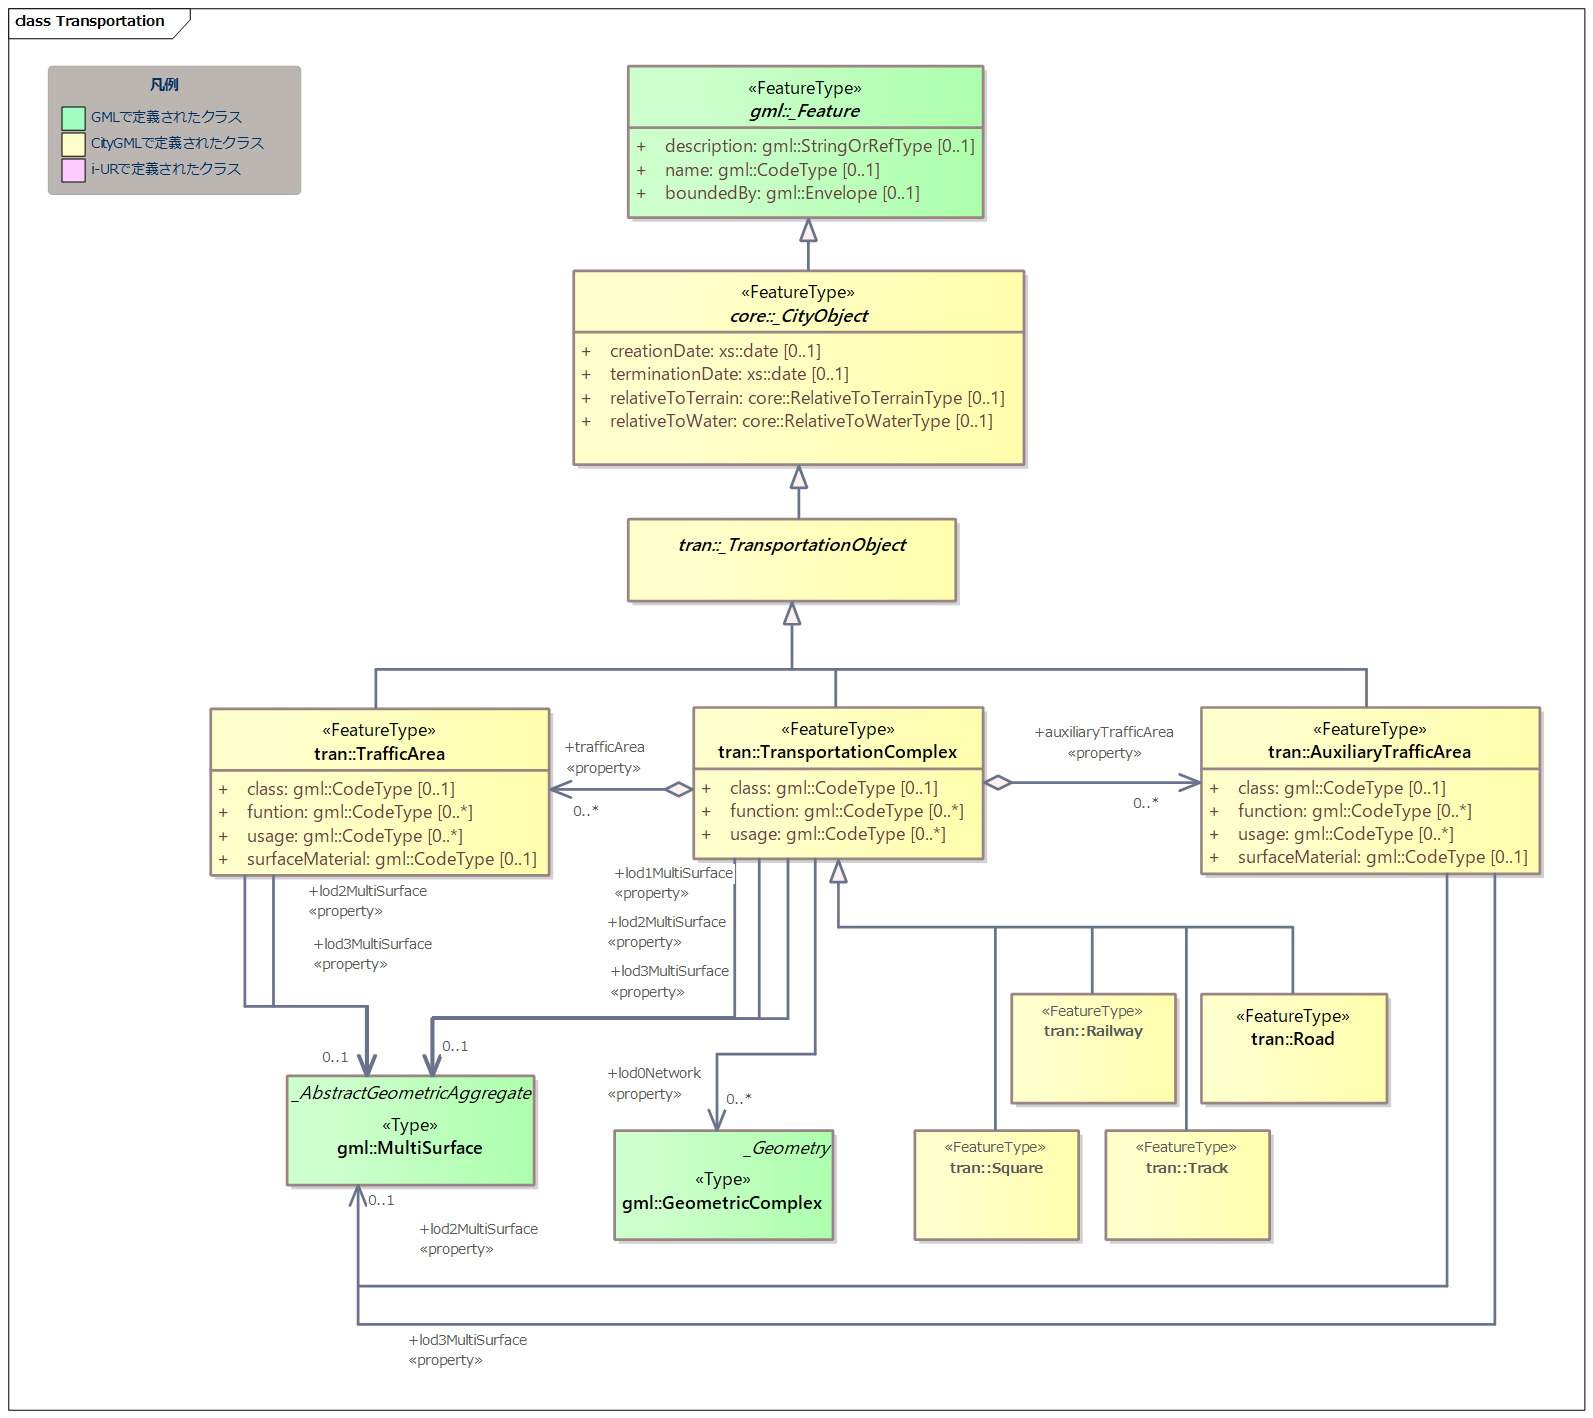 class Transportation
凡例
GMLで定義されたクラス
CityGMLで定義されたクラス
i-URで定義されたクラス
«FeatureType»
gml::_Feature
+ description: gml::StringOrRefType [0..1]
+ name: gml::CodeType [0..1]
+ boundedBy: gml::Envelope [0..1]
«FeatureType»
core::_CityObject
+ creationDate: xs::date [0..1]
+ terminationDate: xs::date [0..1]
+ relativeToTerrain: core::RelativeToTerrainType [0..1]
+ relativeToWater: core::RelativeToWaterType [0..1]
tran::_TransportationObject
«FeatureType»
tran::TrafficArea
+ class: gml::CodeType [0..1]
+ funtion: gml::CodeType [0..*]
+ usage: gml::CodeType [0..*]
+ surfaceMaterial: gml::CodeType [0..1]
+trafficArea
«property»
0..*
«FeatureType»
tran::TransportationComplex
+ class: gml::CodeType [0..1]
+ function: gml::CodeType [0..*]
+ usage: gml::CodeType [0..*]
+auxiliaryTrafficArea
«property»
0..*
«FeatureType»
tran::AuxiliaryTrafficArea
+ class: gml::CodeType [0..1]
+ function: gml::CodeType [0..*]
+ usage: gml::CodeType [0..*]
+ surfaceMaterial: gml::CodeType [0..1]
+lod2MultiSurface
«property»
+lod3MultiSurface
«property»
+lod1MultiSurface
«property»
+lod2MultiSurface
«property»
+lod3MultiSurface
«property»
0..1
0..1
+lod0Network
«property»
0..*
«FeatureType»
tran::Railway
«FeatureType»
tran::Road
_AbstractGeometricAggregate
«Type»
gml::MultiSurface
_Geometry
«Type»
gml::GeometricComplex
«FeatureType»
tran::Square
«FeatureType»
tran::Track
0..1
+lod2MultiSurface
«property»
+lod3MultiSurface
«property»